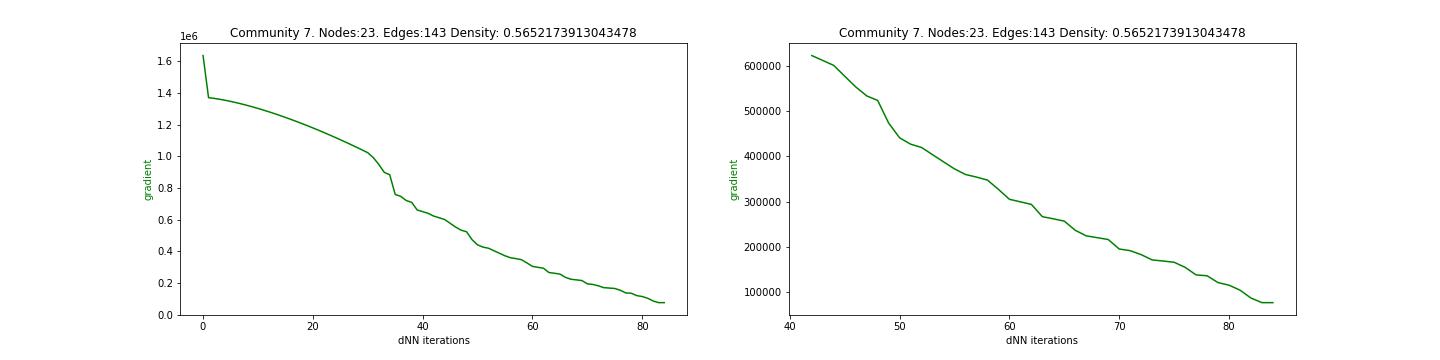 Community 7. Nodes:23. Edges:143 Density: 0.5652173913043478
1e6
1.6
1.4
1.2
1.0
0.8
0.6
0.4
0.2
0.0
gradient
0 20 40 60 80
dNN iterations
Community 7. Nodes:23. Edges:143 Density: 0.5652173913043478
600000
500000
400000
300000
200000
100000
gradient
40 50 60 70 80
dNN iterations